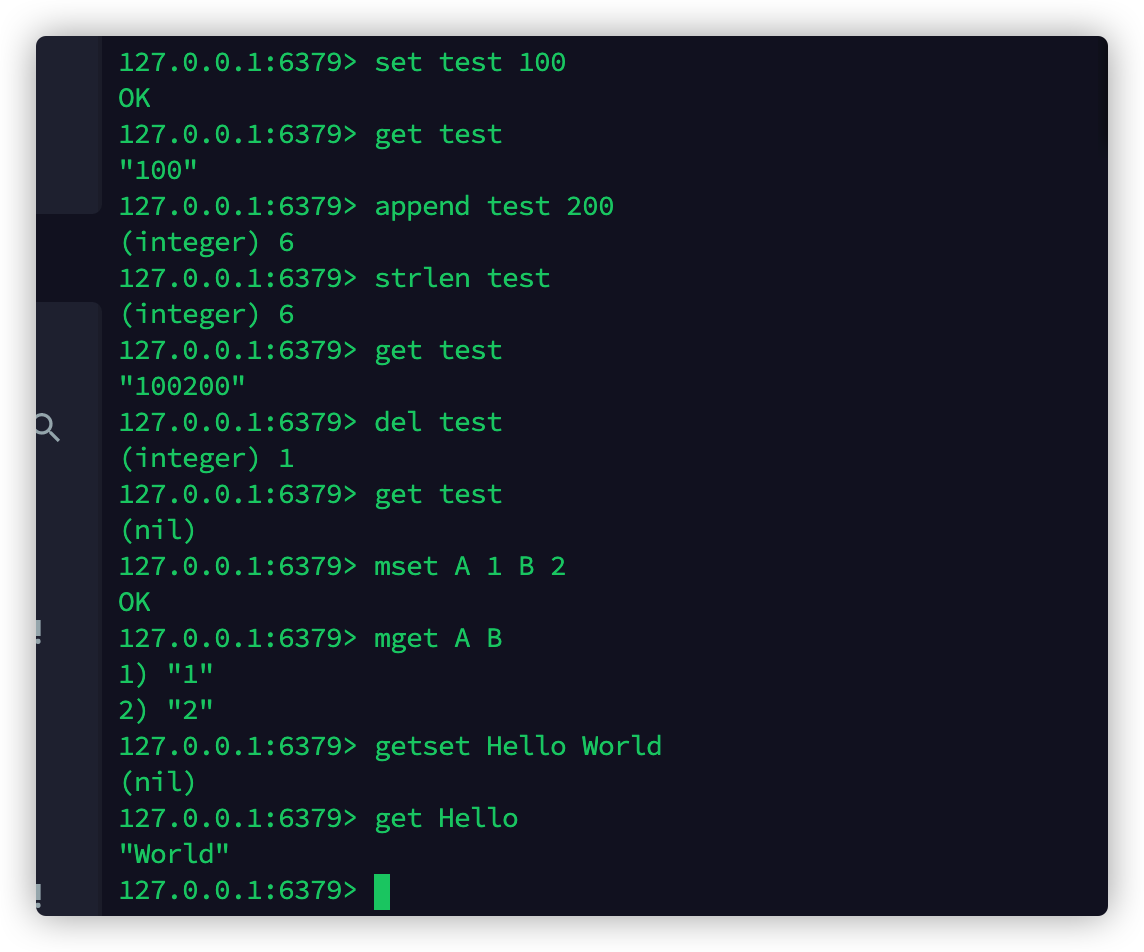 127.0.0.1:6379> set test 100
OK
127.0.0.1:6379> get test
"100"
127.0.0.1:6379> append test 200
(integer) 6
127.0.0.1:6379> strlen test
(integer) 6
127.0.0.1:6379> get test
"100200"
127.0.0.1:6379> del test
(integer) 1
127.0.0.1:6379> get test
(nil)
127.0.0.1:6379> mset A 1 B 2
OK
127.0.0.1:6379> mget A B
1) "1"
2) "2"
127.0.0.1:6379> getset Hello World
(nil)
127.0.0.1:6379> get Hello
"World"
127.0.0.1:6379>